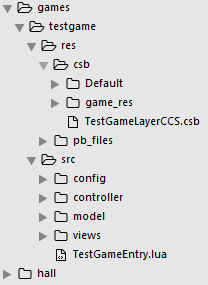 games
testgame
res
csb
Default
game_res
TestGameLayerCCS.csb
pb_files
src
config
controller
model
views
TestGameEntry.lua
hall